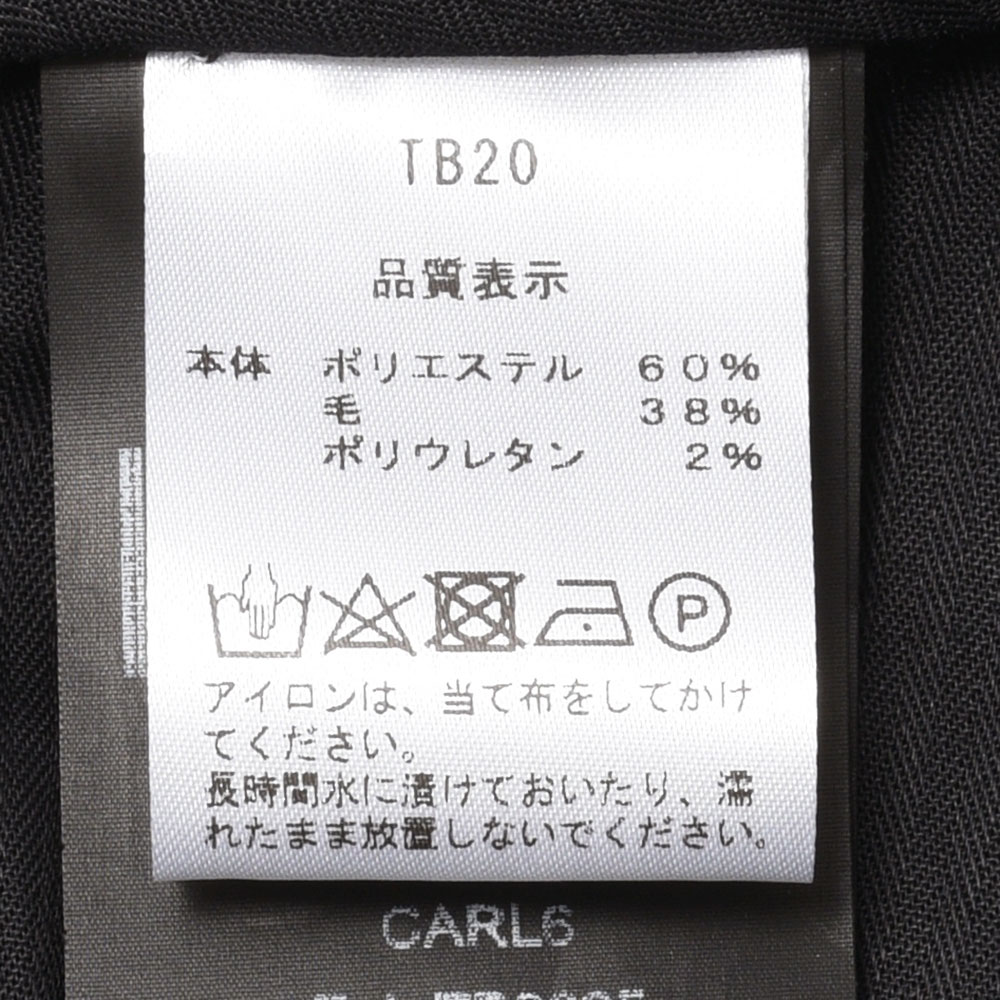 TB20
品質表示
本体 ポリエステル 60%
毛 38%
ポリウレタン 2%
P
アイロンは、当て布をしてかけ
てください。
長時間水に漬けておいたり、濡
れたまま放置しないでください。
CARL6